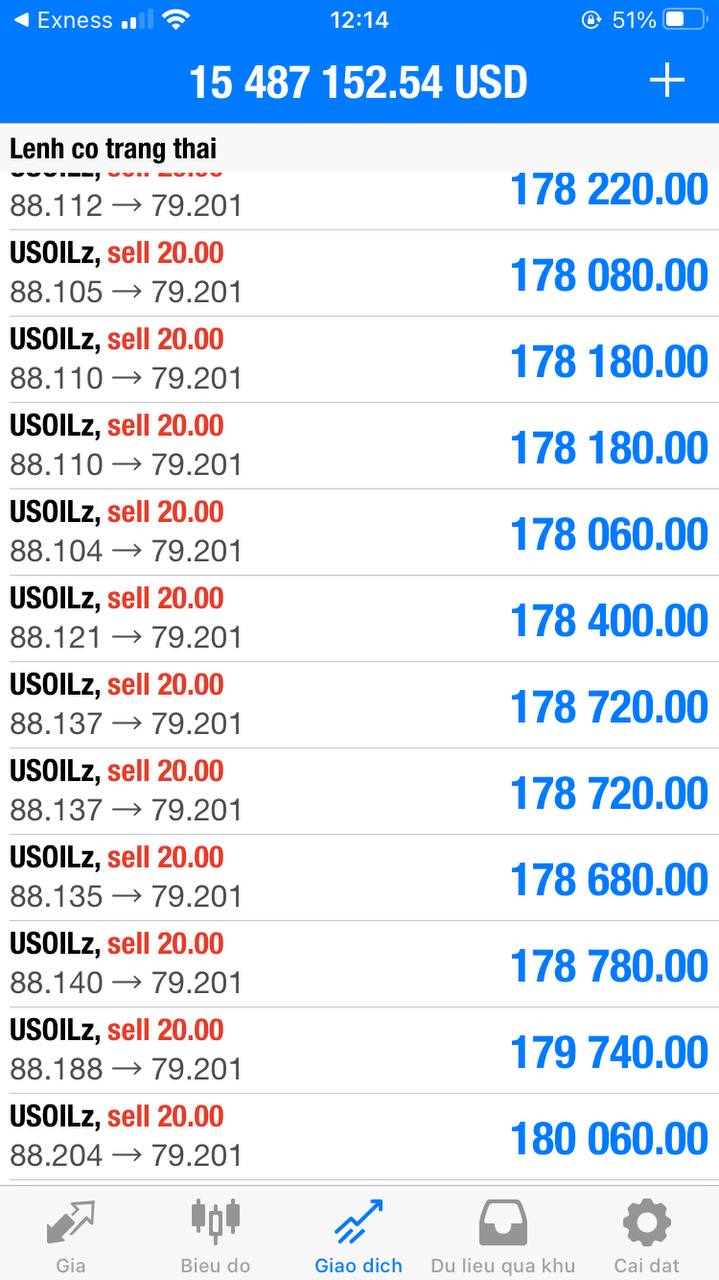 Exness
12:14
51%
15 487 152.54 USD
Lenh co trang thai
USOILz, sell 20.00
178 220.00
88.112 → 79.201
USOILz, sell 20.00
178 080.00
88.105 → 79.201
USOILz, sell 20.00
178 180.00
88.110 → 79.201
USOILz, sell 20.00
178 180.00
88.110 → 79.201
USOILz, sell 20.00
178 060.00
88.104 → 79.201
USOILz, sell 20.00
178 400.00
88.121 → 79.201
USOILz, sell 20.00
178 720.00
88.137 → 79.201
USOILz, sell 20.00
178 720.00
88.137 → 79.201
USOILz, sell 20.00
178 680.00
88.135 → 79.201
USOILz, sell 20.00
178 780.00
88.140 → 79.201
USOILz, sell 20.00
179 740.00
88.188 → 79.201
USOILz, sell 20.00
180 060.00
88.204 → 79.201
Gia
Bieu do
Giao dich
Du lieu qua khu
Cai dat